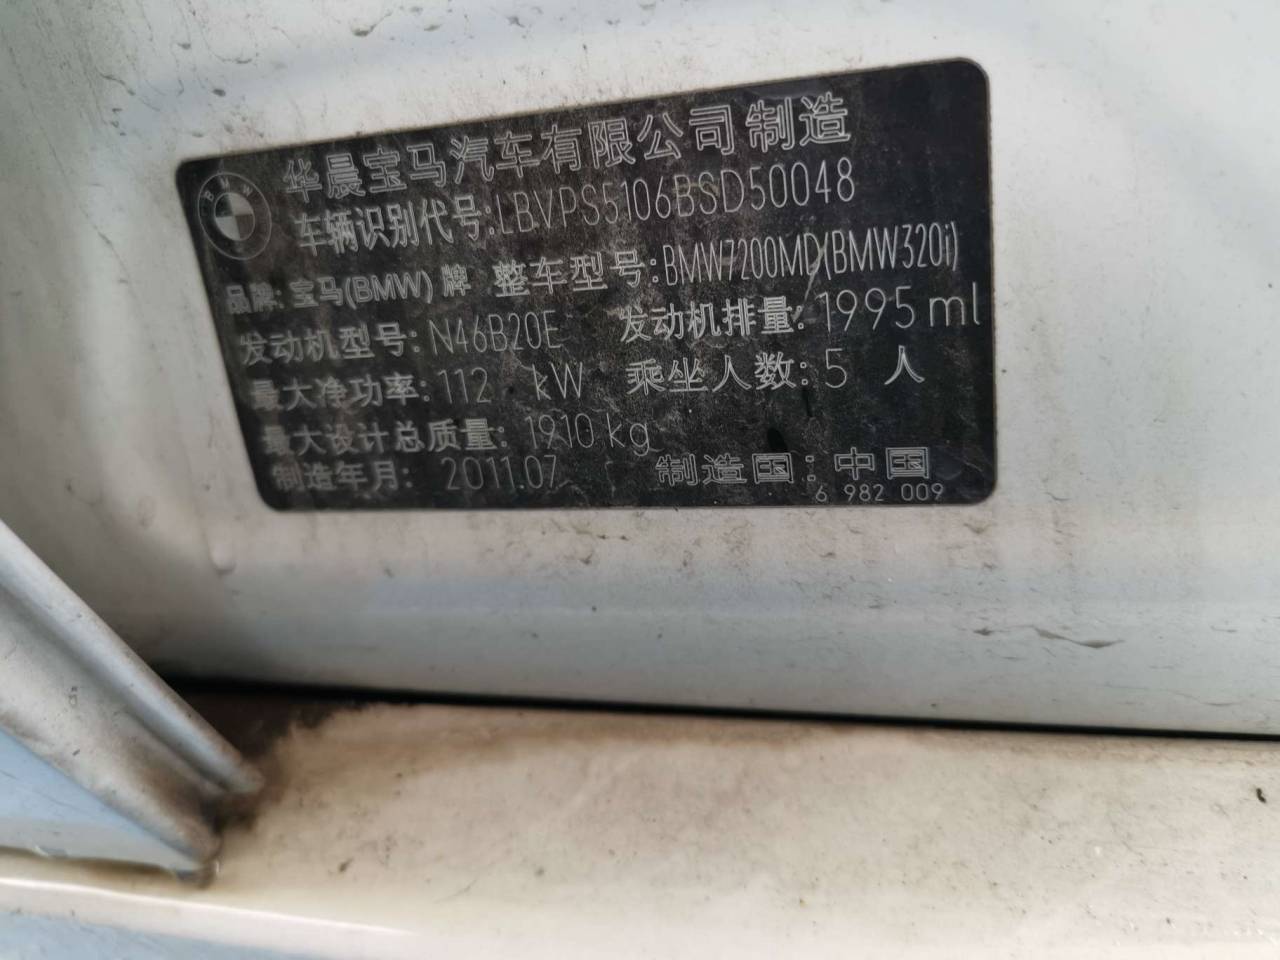 BMW
华晨宝马汽车有限公司制造
车辆识别代号:LBVPS5106BSD50048
品牌:宝马(BMW)牌 整车型号:BMW7200MD(BMW320i)
发动机型号:N46B20E 发动机排量:1995ml
最大净功率:112 kW 乘坐人数:5 人
最大设计总质量:1910kg
制造年月:2011.07 制造国:中国
6 982 009